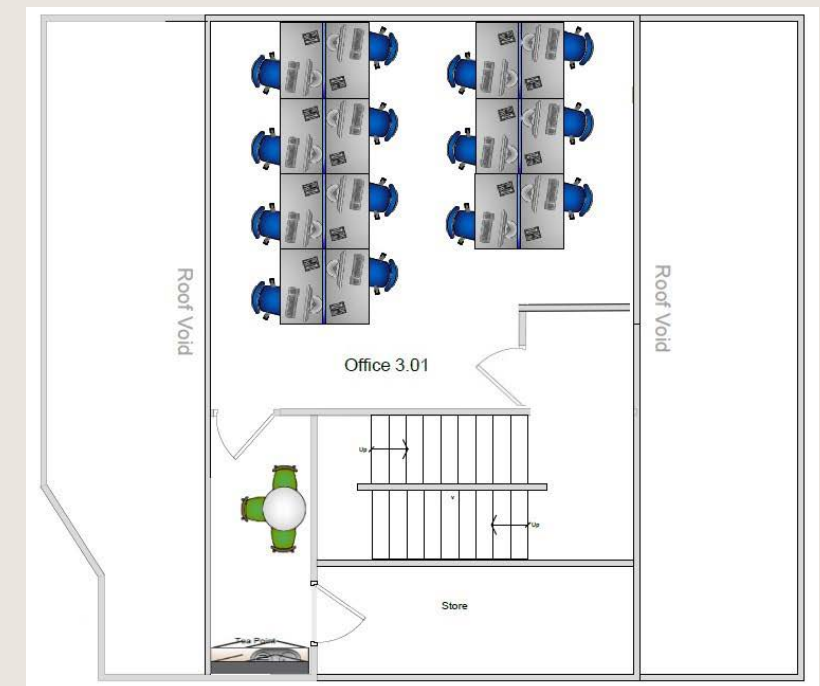 Roof Void
Roof Void
Office 3.01
Up
v
Up
Store
Tea Point